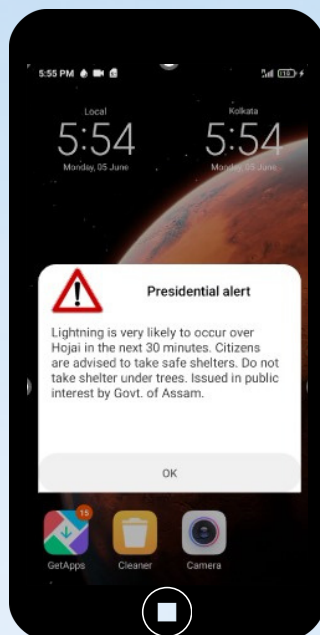 5:55 PM
Local Kolkata
5:54 5:54
Monday, 05 June Monday, 05 June
Presidential alert
Lightning is very likely to occur over
Hojai in the next 30 minutes. Citizens
are advised to take safe shelters. Do not
take shelter under trees. Issued in public
interest by Govt. of Assam.
OK
15
GetApps Cleaner Camera